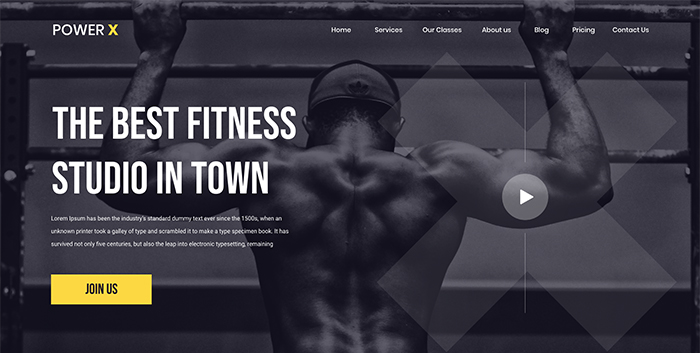 POWER X
Home Services Our Classes About us Blog Pricing Contact Us
THE BEST FITNESS
STUDIO IN TOWN
Lorem Ipsum has been the industry's standard dummy text ever since the 1500s, when an
unknown printer took a galley of type and scrambled it to make a type specimen book. It has
survived not only five centuries, but also the leap into electronic typesetting, remaining
JOIN US